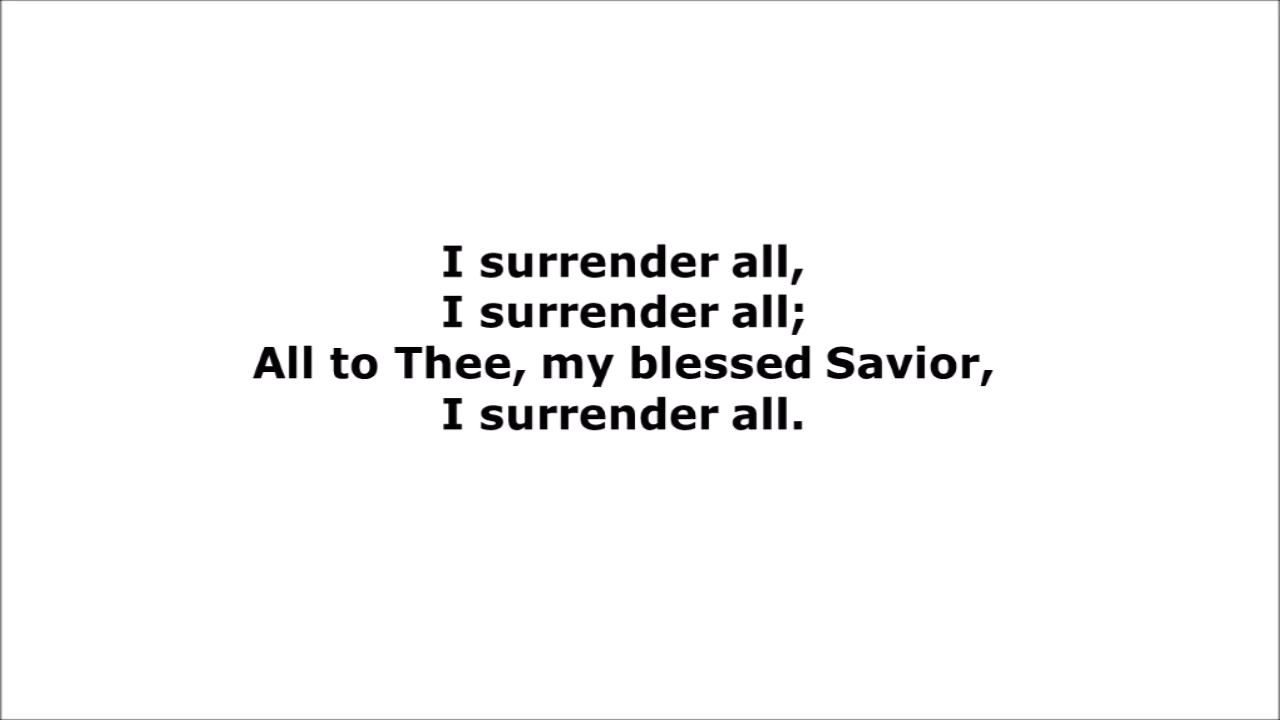 I surrender all,
I surrender all;
All to Thee, my blessed Savior,
I surrender all.